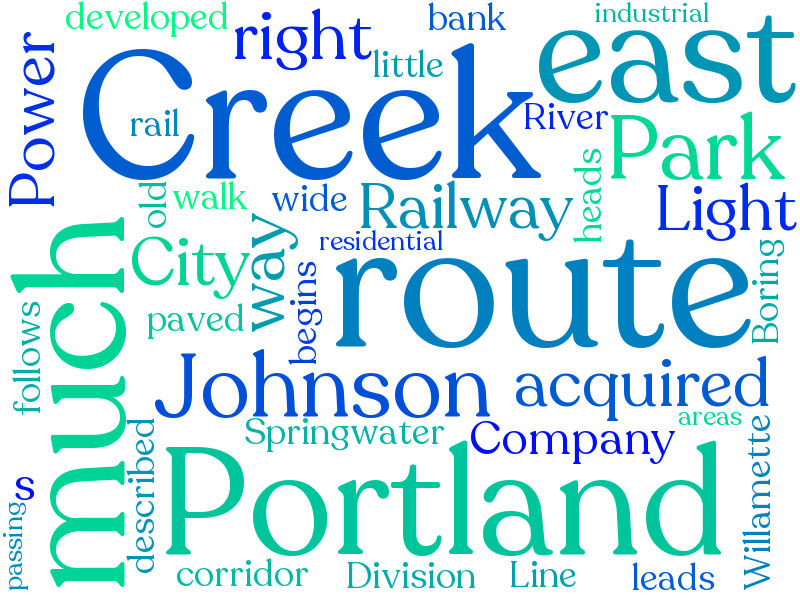 developed
right
bank
industrial
little
east
Power
Creek
rail
River
Park
old
walk
wide
Railway
heads
Light
residential
much
City
way
begins
route
Boring
follows
paved
Johnson
acquired
areas
Springwater
Company
described
Willamette
s
passing
Portland
corridor
Division
Line
leads